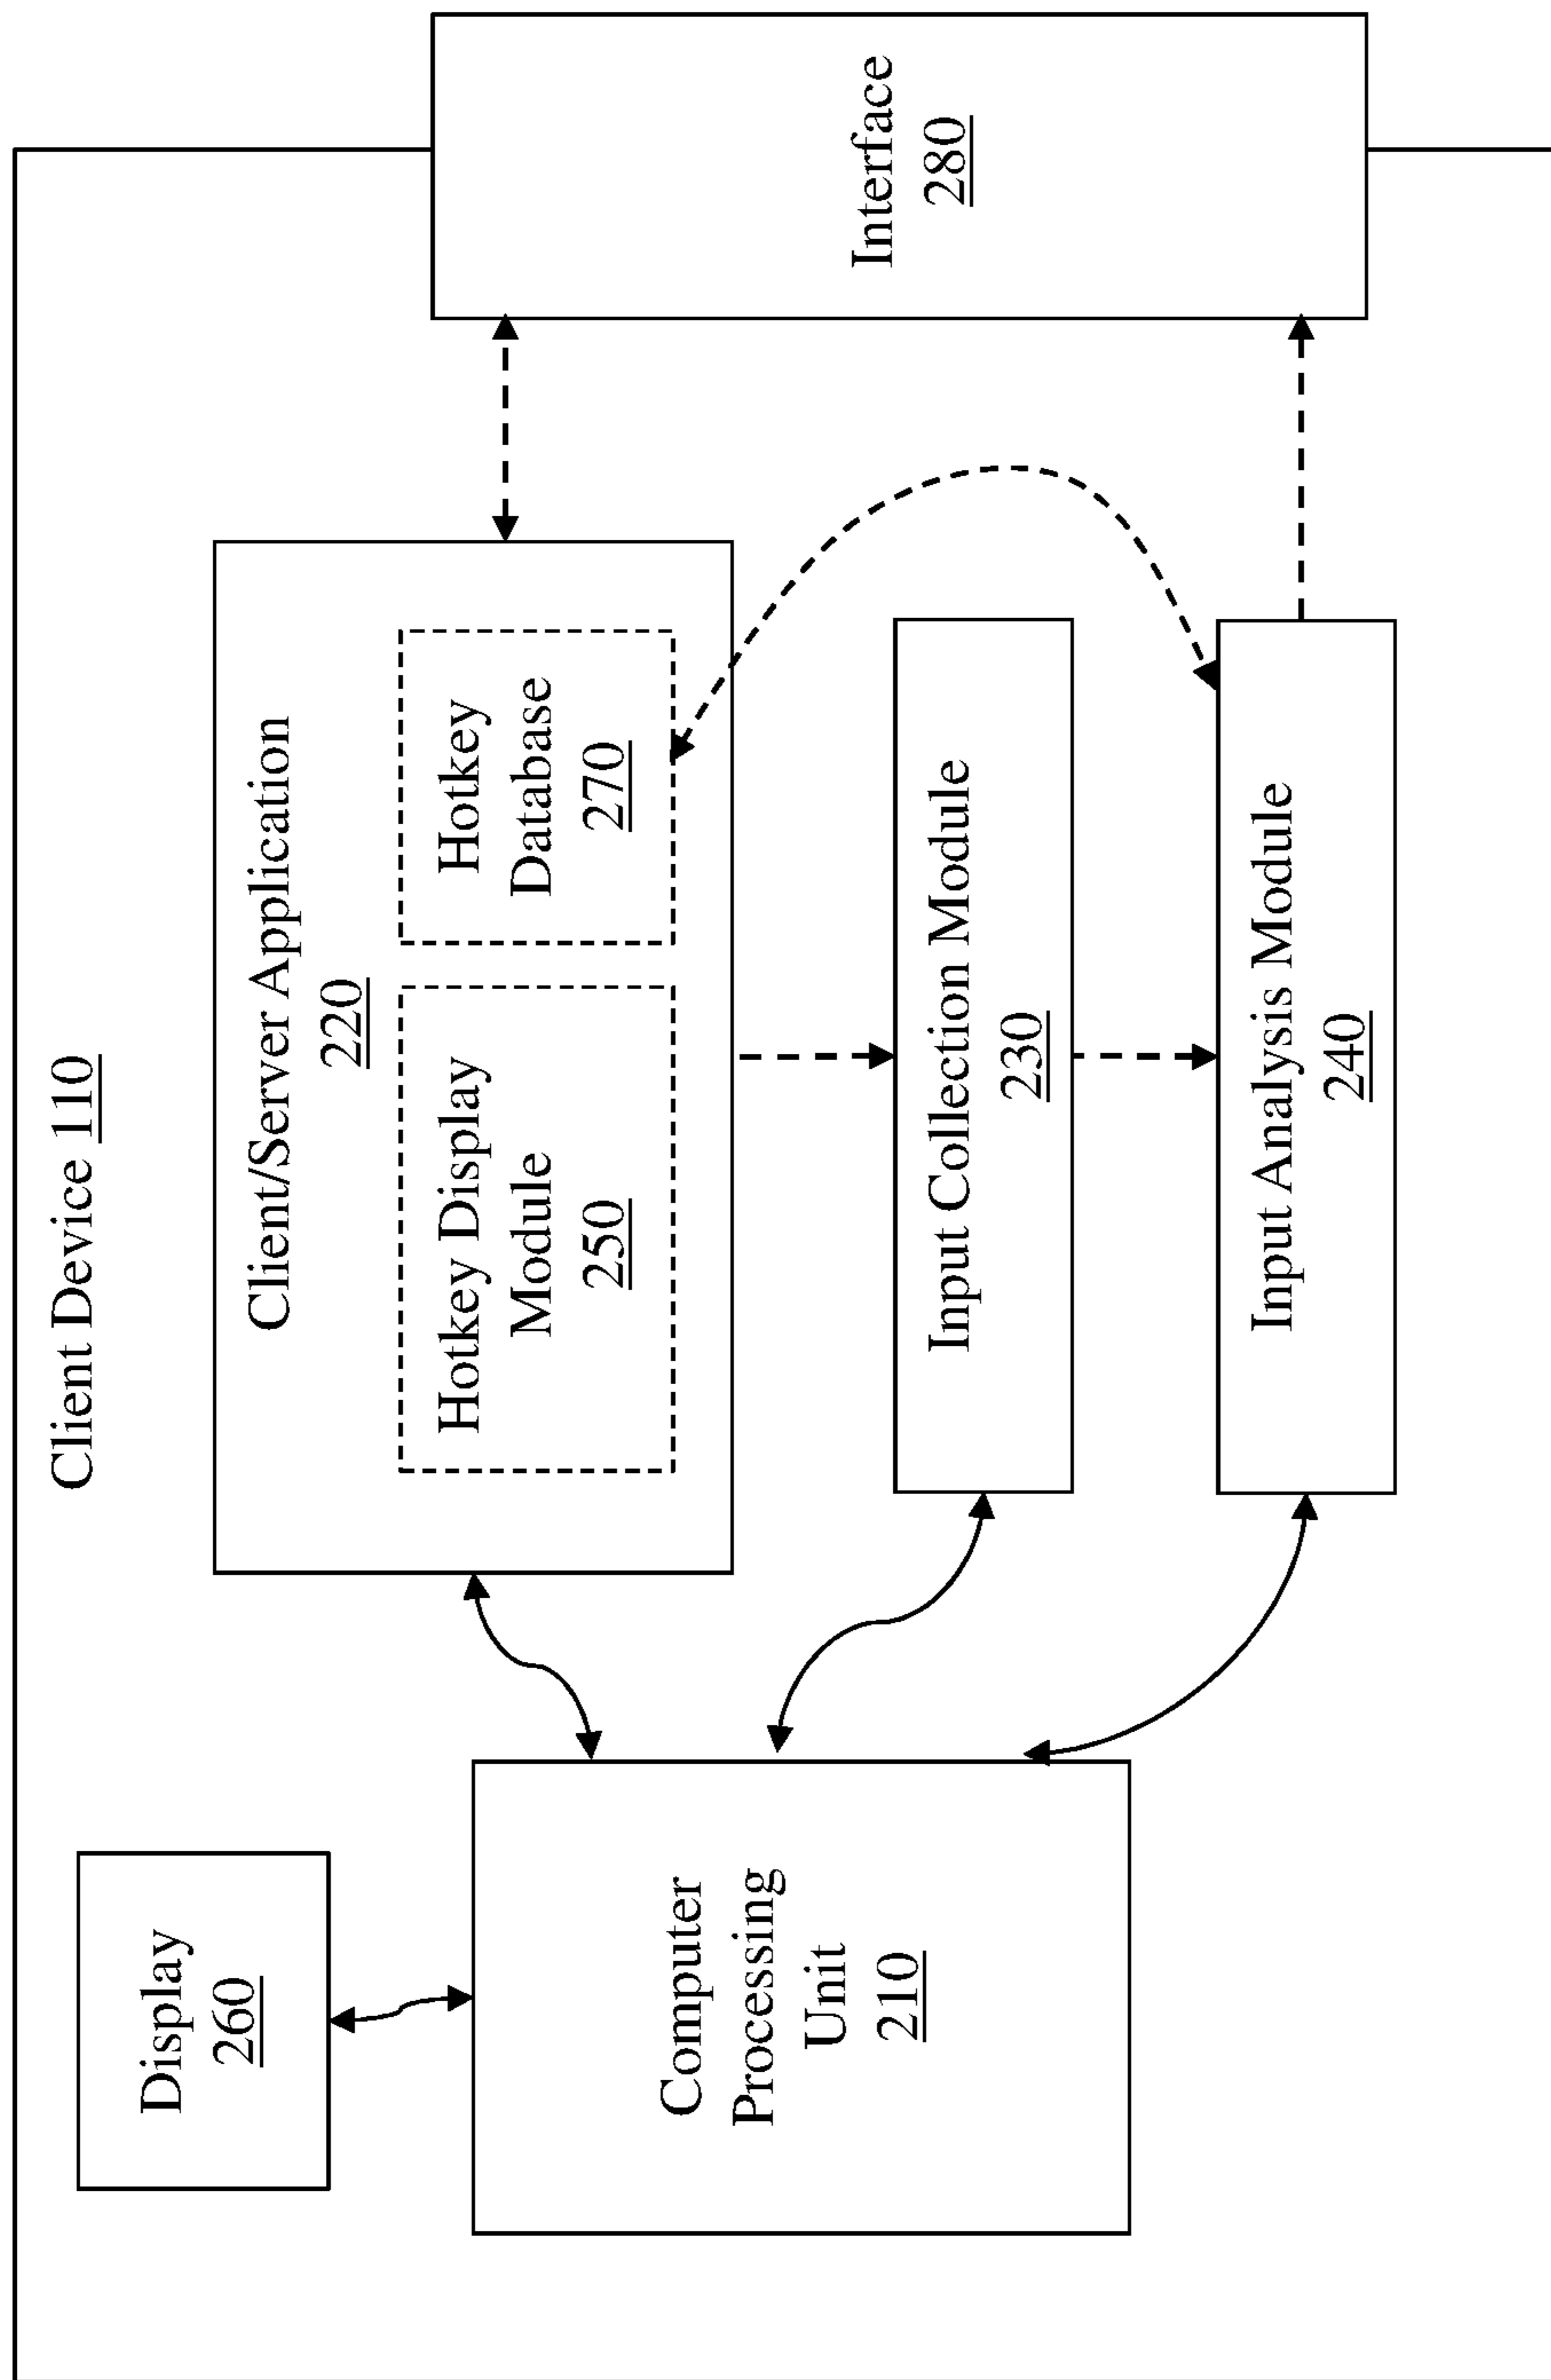 Client Device 110
Display
260
Client/Server Application
220
Hotkey Display
Module
250
Hotkey
Database
270
Computer
Processing
Unit
210
Input Collection Module
230
Input Analysis Module
240
Interface
280